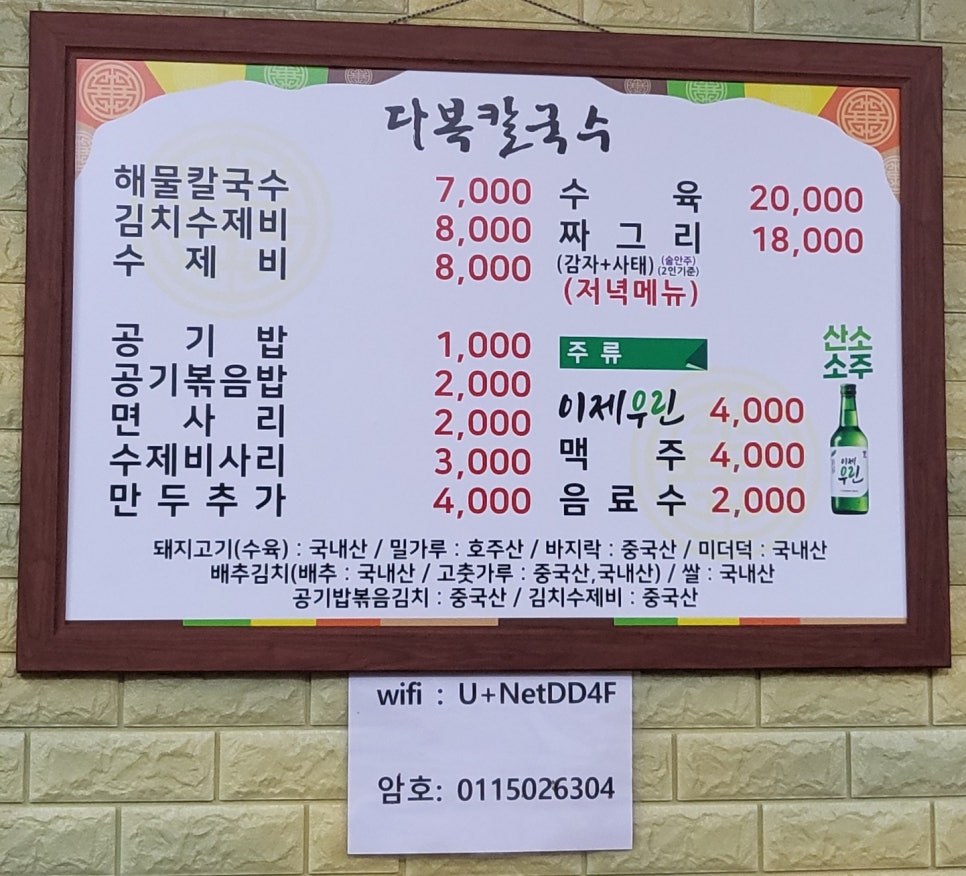 다복칼국수
해물칼국수 7,000
김치수제비 8,000
수제비 8,000
공기밥 1,000
공기볶음밥 2,000
면사리 2,000
수제비사리 3,000
만두추가 4,000
수육 20,000
짜그리 18,000
(감자+사태) (술안주)
(2인기준)
(저녁메뉴)
주류
산소
소주
이제우린 4,000
맥주 4,000
음료수 2,000
이제
우린
돼지고기(수육) : 국내산 / 밀가루 : 호주산 / 바지락 : 중국산 / 미더덕 : 국내산
배추김치(배추 : 국내산 / 고춧가루 : 중국산,국내산) / 쌀 : 국내산
공기밥볶음김치 : 중국산 / 김치수제비 : 중국산
wifi : U+NetDD4F
암호: 0115026304